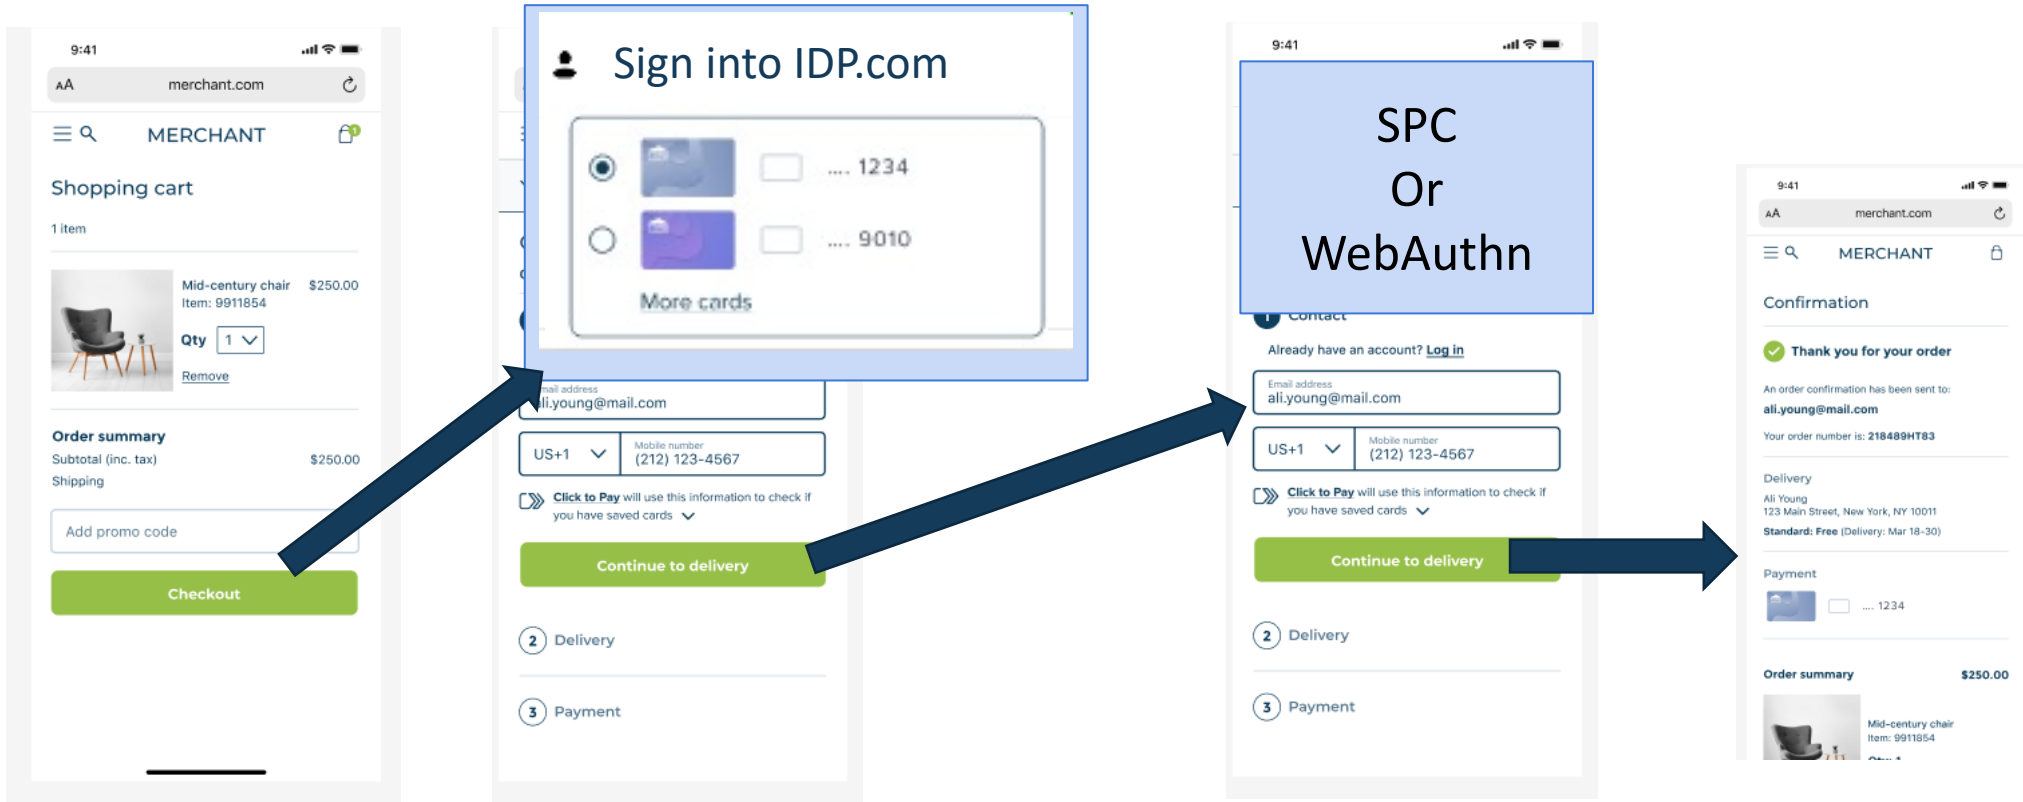 9:41
AA merchant.com
MERCHANT 1
Shopping cart
1 item
Mid-century chair $250.00
Item: 9911854
Qty 1
Remove
Order summary
Subtotal (inc. tax) $250.00
Shipping
Add promo code
Checkout
Sign into IDP.com
.... 1234
.... 9010
More cards
Email address
ali.young@mail.com
US+1
Mobile number
(212) 123-4567
Click to Pay will use this information to check if
you have saved cards
Continue to delivery
2 Delivery
3 Payment
9:41
SPC
Or
WebAuthn
1 Contact
Already have an account? Log in
Email address
ali.young@mail.com
US+1
Mobile number
(212) 123-4567
Click to Pay will use this information to check if
you have saved cards
Continue to delivery
2 Delivery
3 Payment
9:41
AA merchant.com
MERCHANT
Confirmation
Thank you for your order
An order confirmation has been sent to:
ali.young@mail.com
Your order number is: 218489HT83
Delivery
Ali Young
123 Main Street, New York, NY 10011
Standard: Free (Delivery: Mar 18-30)
Payment
.... 1234
Order summary $250.00
Mid-century chair
Item: 9911854